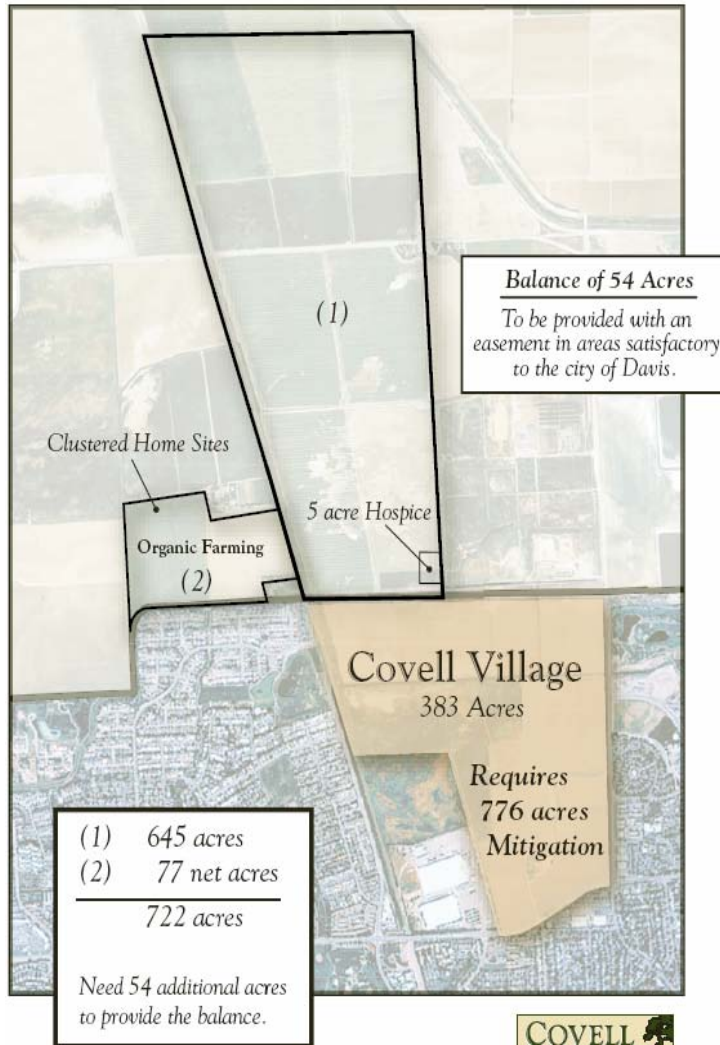 (1)
Balance of 54 Acres
To be provided with an
easement in areas satisfactory
to the city of Davis.
Clustered Home Sites
5 acre Hospice
Organic Farming
(2)
Covell Village
383 Acres
Requires
776 acres
Mitigation
(1) 645 acres
(2) 77 net acres
722 acres
Need 54 additional acres
to provide the balance.
COVELL